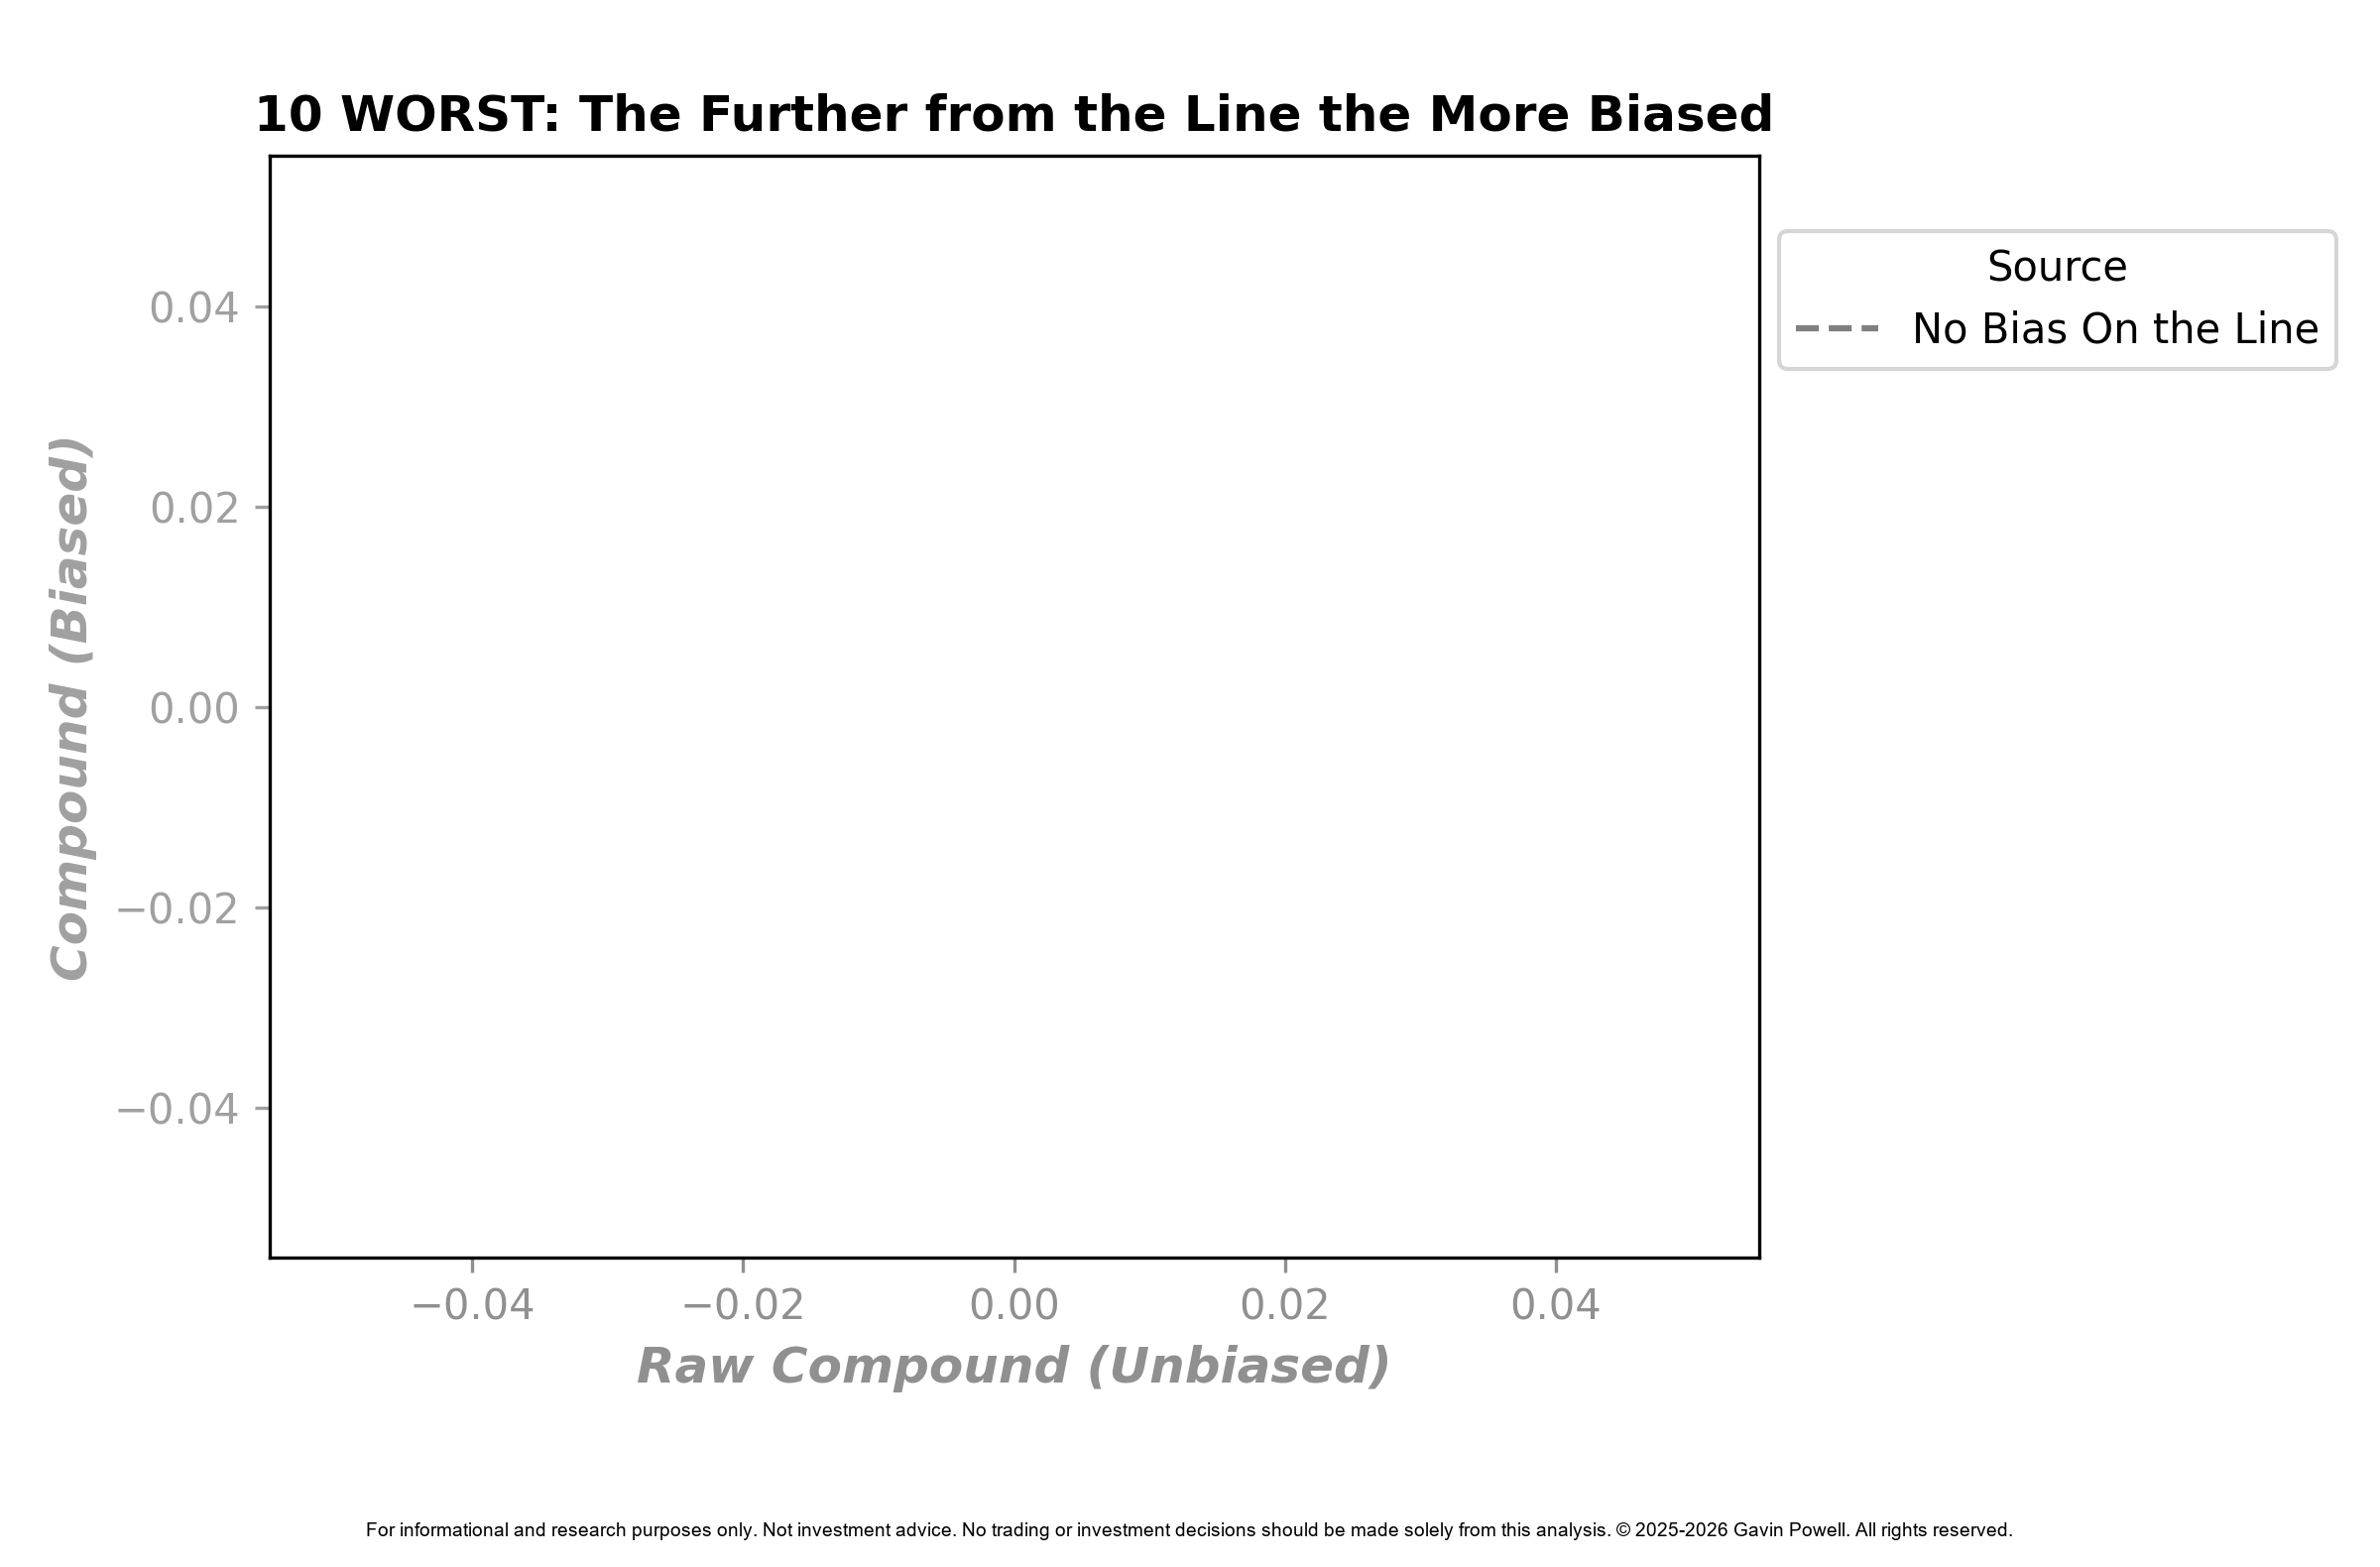 10 WORST: The Further from the Line the More Biased
Source
No Bias On the Line
Compound (Biased)
0.04
0.02
0.00
−0.02
−0.04
−0.04 −0.02 0.00 0.02 0.04
Raw Compound (Unbiased)
For informational and research purposes only. Not investment advice. No trading or investment decisions should be made solely from this analysis. © 2025-2026 Gavin Powell. All rights reserved.